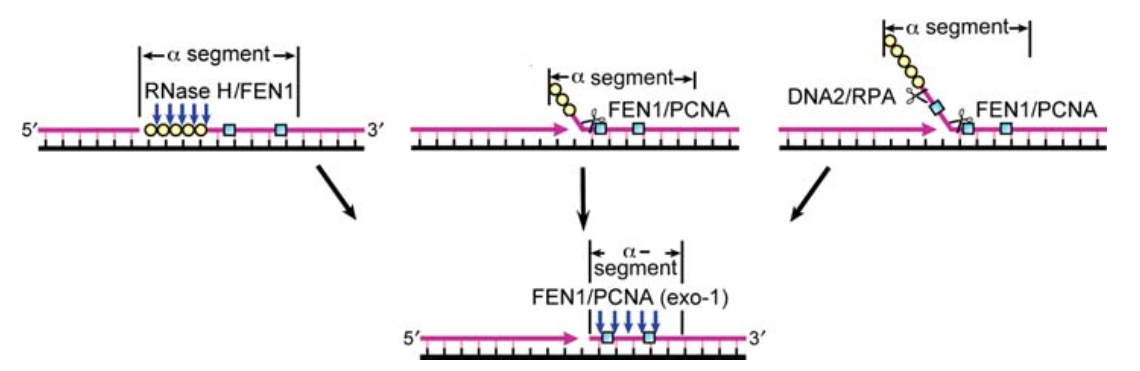 α segment
RNase H/FEN1
5′ 3′
α segment
FEN1/PCNA
α segment
DNA2/RPA
FEN1/PCNA
α-
segment
FEN1/PCNA (exo-1)
5′ 3′